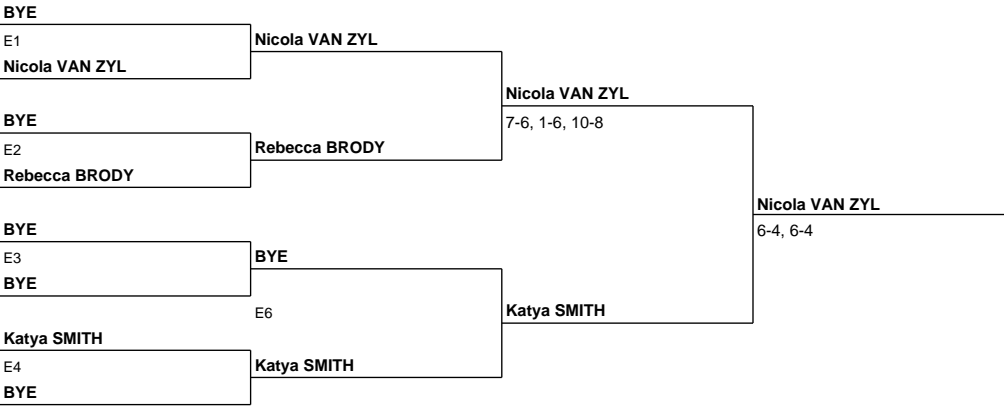 BYE
E1
Nicola VAN ZYL
Nicola VAN ZYL
Nicola VAN ZYL
7-6, 1-6, 10-8
BYE
E2
Rebecca BRODY
Rebecca BRODY
Nicola VAN ZYL
6-4, 6-4
BYE
E3
BYE
BYE
E6
Katya SMITH
Katya SMITH
E4
BYE
Katya SMITH